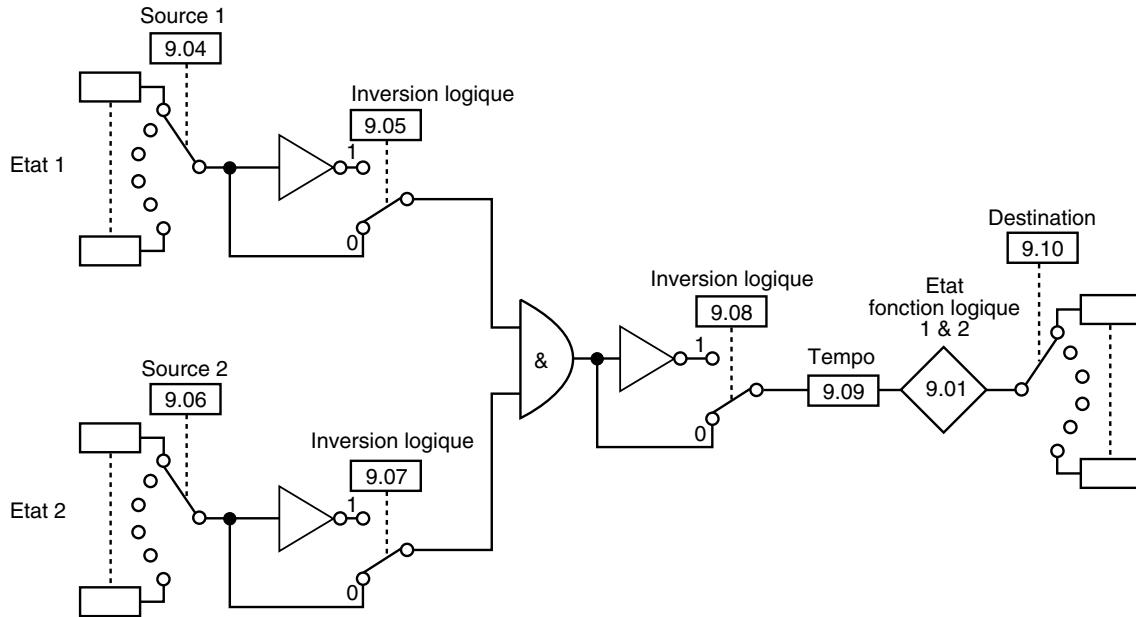 Source 1
9.04
Inversion logique
9.05
1
Etat 1
0
Destination
9.10
Inversion logique
9.08
Etat
fonction logique
1 & 2
1
Tempo
&
9.09
9.01
0
Source 2
9.06
Inversion logique
9.07
1
Etat 2
0